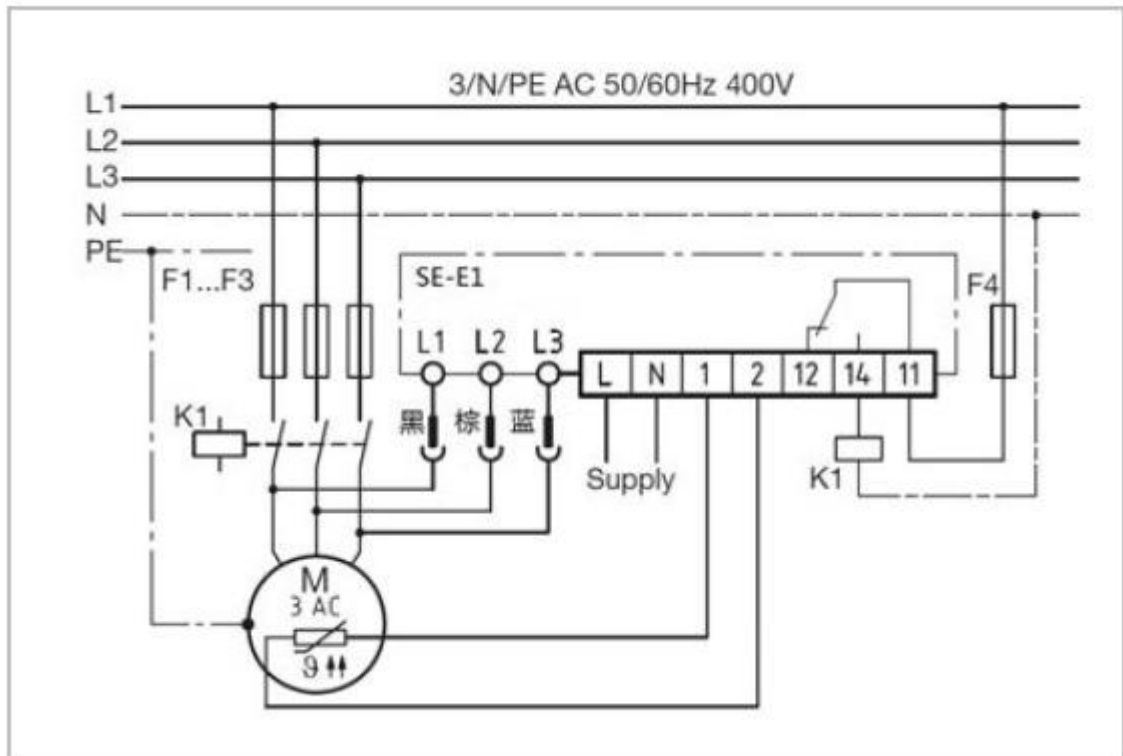 3/N/PE AC 50/60Hz 400V
L1
L2
L3
N
PE
F1...F3
SE-E1
F4
L1 L2 L3
L N 1 2 12 14 11
K1
黑 棕 蓝
Supply
K1
M
3 AC
ϑ